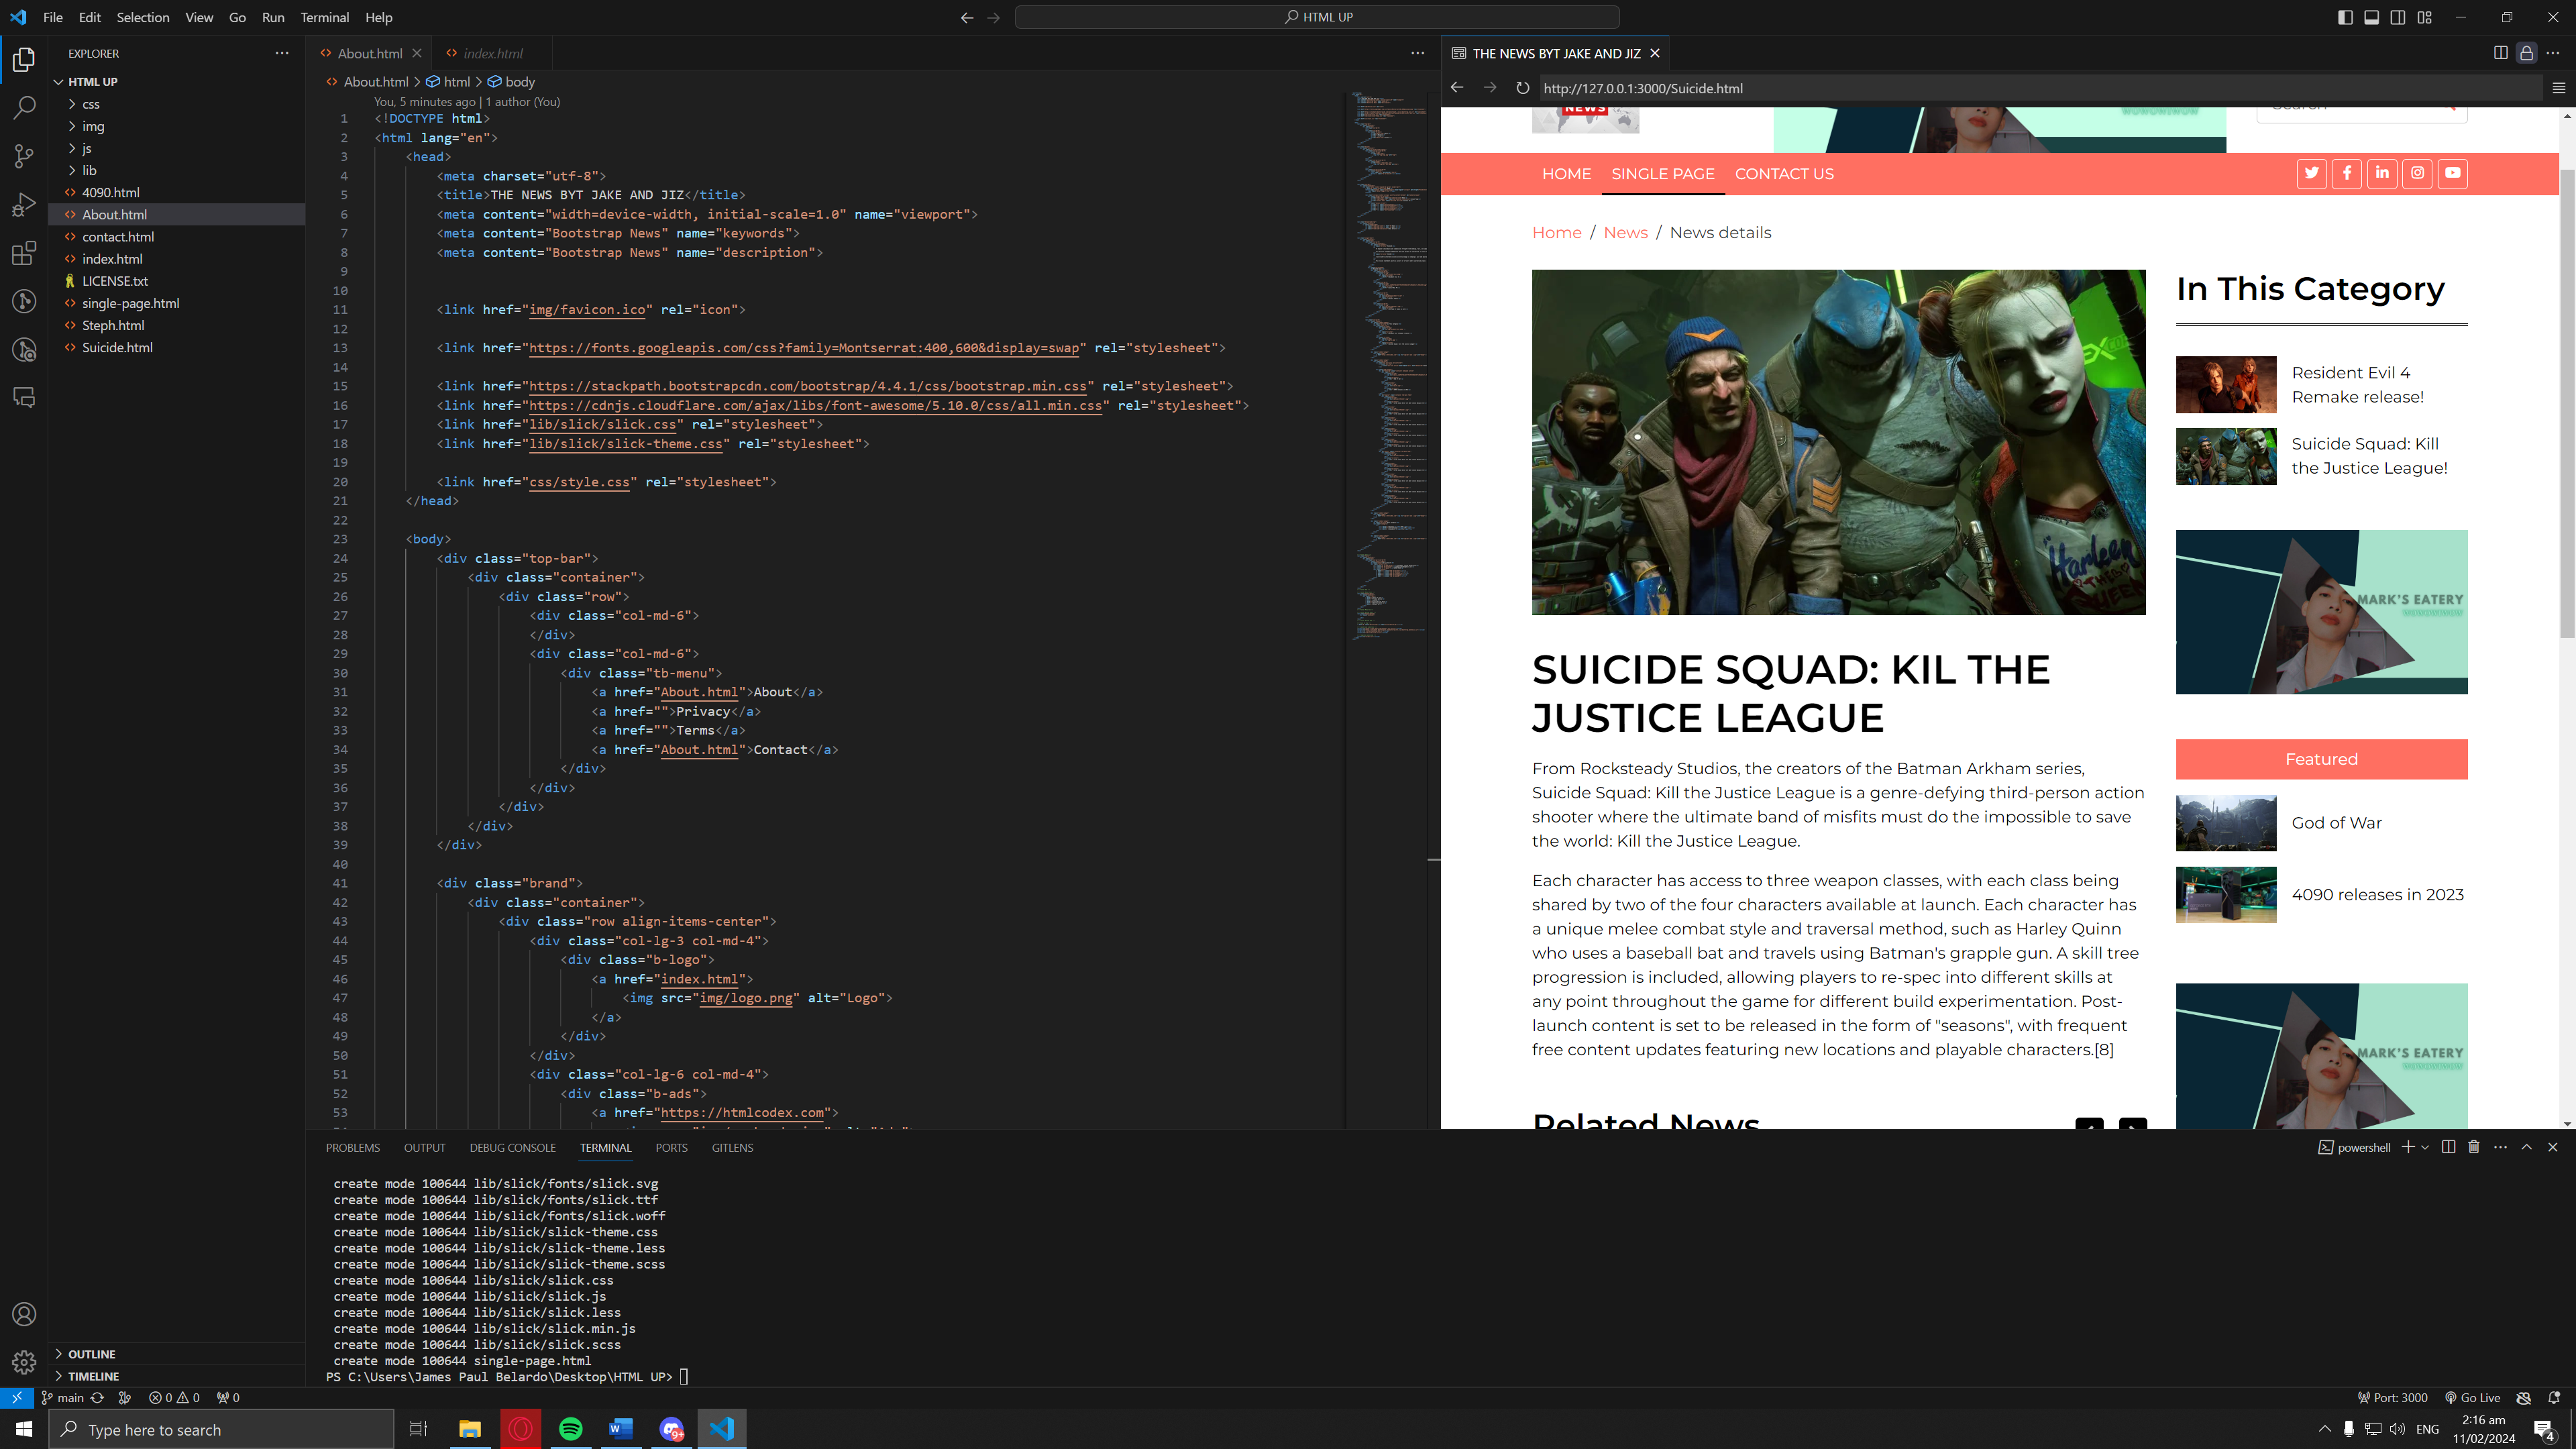 File Edit Selection View Go Run Terminal Help
HTML UP
EXPLORER
HTML UP
css
img
js
lib
4090.html
About.html
contact.html
index.html
LICENSE.txt
single-page.html
Steph.html
Suicide.html
OUTLINE
TIMELINE
About.html
index.html
About.html > html > body
You, 5 minutes ago | 1 author (You)
1 <!DOCTYPE html>
2 <html lang="en">
3 <head>
4 <meta charset="utf-8">
5 <title>THE NEWS BYT JAKE AND JIZ</title>
6 <meta content="width=device-width, initial-scale=1.0" name="viewport">
7 <meta content="Bootstrap News" name="keywords">
8 <meta content="Bootstrap News" name="description">
9
10
11 <link href="img/favicon.ico" rel="icon">
12
13 <link href="https://fonts.googleapis.com/css?family=Montserrat:400,600&display=swap" rel="stylesheet">
14
15 <link href="https://stackpath.bootstrapcdn.com/bootstrap/4.4.1/css/bootstrap.min.css" rel="stylesheet">
16 <link href="https://cdnjs.cloudflare.com/ajax/libs/font-awesome/5.10.0/css/all.min.css" rel="stylesheet">
17 <link href="lib/slick/slick.css" rel="stylesheet">
18 <link href="lib/slick/slick-theme.css" rel="stylesheet">
19
20 <link href="css/style.css" rel="stylesheet">
21 </head>
22
23 <body>
24 <div class="top-bar">
25 <div class="container">
26 <div class="row">
27 <div class="col-md-6">
28 </div>
29 <div class="col-md-6">
30 <div class="tb-menu">
31 <a href="About.html">About</a>
32 <a href="">Privacy</a>
33 <a href="">Terms</a>
34 <a href="About.html">Contact</a>
35 </div>
36 </div>
37 </div>
38 </div>
39 </div>
40
41 <div class="brand">
42 <div class="container">
43 <div class="row align-items-center">
44 <div class="col-lg-3 col-md-4">
45 <div class="b-logo">
46 <a href="index.html">
47 <img src="img/logo.png" alt="Logo">
48 </a>
49 </div>
50 </div>
51 <div class="col-lg-6 col-md-4">
52 <div class="b-ads">
53 <a href="https://htmlcodex.com">
THE NEWS BYT JAKE AND JIZ
http://127.0.0.1:3000/Suicide.html
NEWS
HOME SINGLE PAGE CONTACT US
Home / News / News details
SUICIDE SQUAD: KIL THE
JUSTICE LEAGUE
From Rocksteady Studios, the creators of the Batman Arkham series,
Suicide Squad: Kill the Justice League is a genre-defying third-person action
shooter where the ultimate band of misfits must do the impossible to save
the world: Kill the Justice League.
Each character has access to three weapon classes, with each class being
shared by two of the four characters available at launch. Each character has
a unique melee combat style and traversal method, such as Harley Quinn
who uses a baseball bat and travels using Batman's grapple gun. A skill tree
progression is included, allowing players to re-spec into different skills at
any point throughout the game for different build experimentation. Post-
launch content is set to be released in the form of "seasons", with frequent
free content updates featuring new locations and playable characters.[8]
Related News
In This Category
Resident Evil 4
Remake release!
Suicide Squad: Kill
the Justice League!
MARK'S EATERY
Featured
God of War
4090 releases in 2023
MARK'S EATERY
PROBLEMS OUTPUT DEBUG CONSOLE TERMINAL PORTS GITLENS
powershell
create mode 100644 lib/slick/fonts/slick.svg
create mode 100644 lib/slick/fonts/slick.ttf
create mode 100644 lib/slick/fonts/slick.woff
create mode 100644 lib/slick/slick-theme.css
create mode 100644 lib/slick/slick-theme.less
create mode 100644 lib/slick/slick-theme.scss
create mode 100644 lib/slick/slick.css
create mode 100644 lib/slick/slick.js
create mode 100644 lib/slick/slick.less
create mode 100644 lib/slick/slick.min.js
create mode 100644 lib/slick/slick.scss
create mode 100644 single-page.html
PS C:\Users\James Paul Belardo\Desktop\HTML UP>
main 0 0 0
Port: 3000 Go Live
Type here to search
9+
ENG
2:16 am
11/02/2024
4